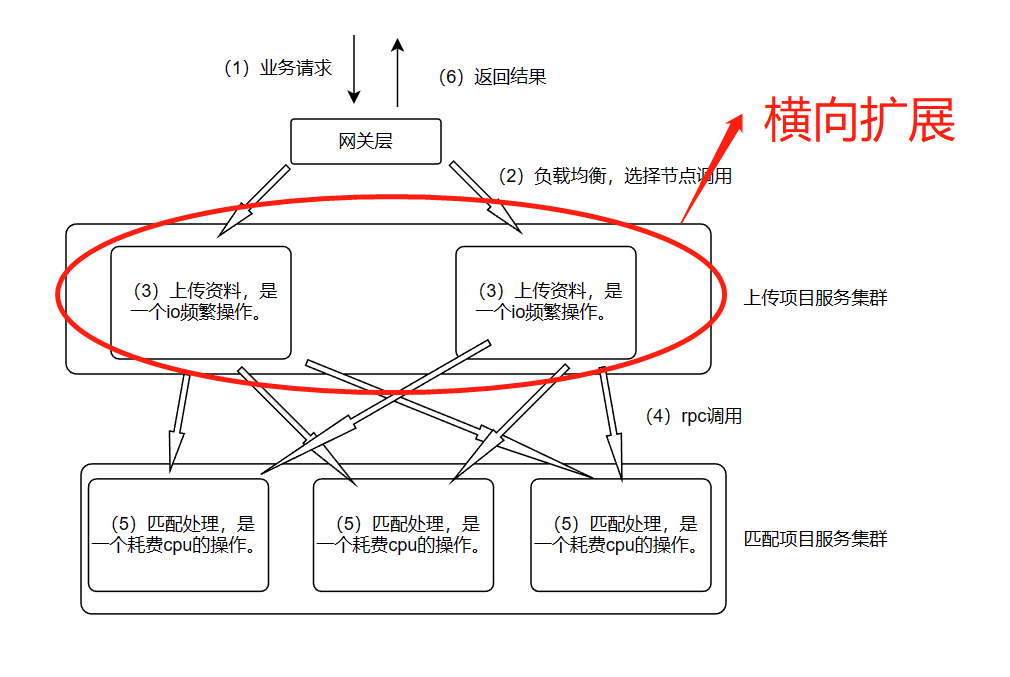 （1）业务请求
（6）返回结果
横向扩展
网关层
（2）负载均衡，选择节点调用
（3）上传资料，是
一个io频繁操作。
（3）上传资料，是
一个io频繁操作。
上传项目服务集群
（4）rpc调用
（5）匹配处理，是
一个耗费cpu的操作。
（5）匹配处理，是
一个耗费cpu的操作。
（5）匹配处理，是
一个耗费cpu的操作。
匹配项目服务集群